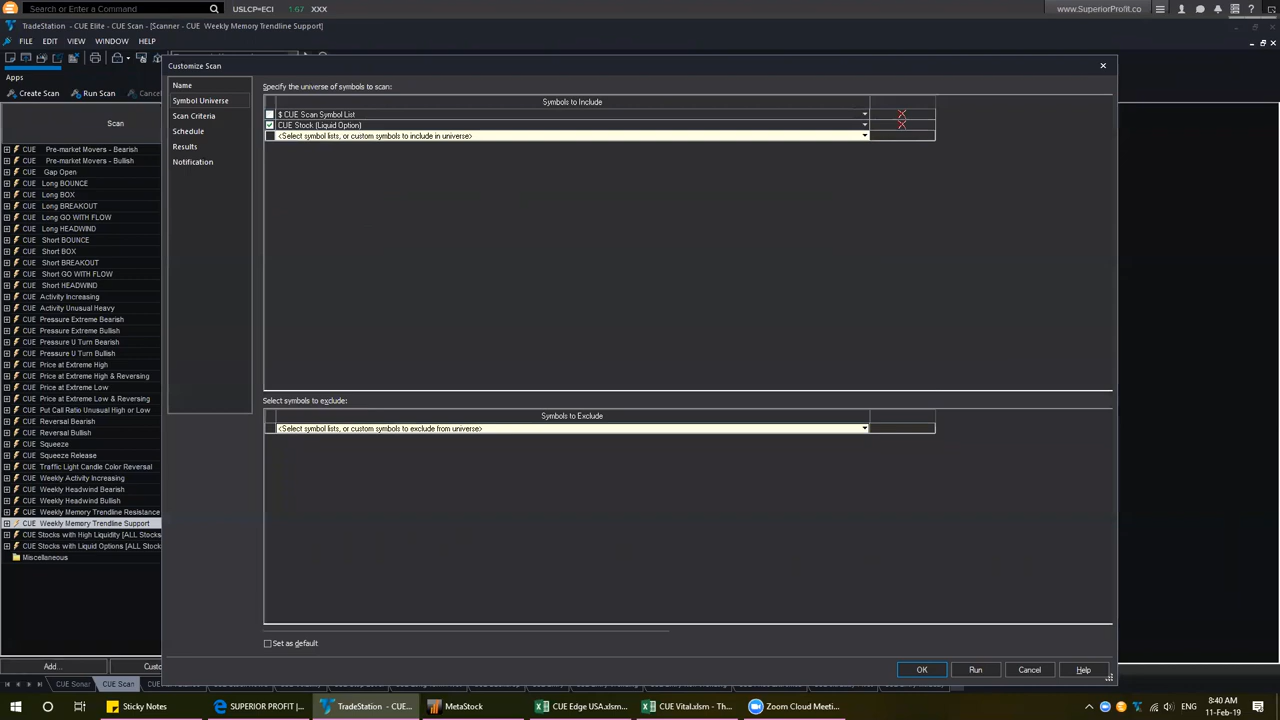 Search or Enter a Command
USLCP=ECI 1:67 XXX
www.SuperiorProfit.co
TradeStation - CUE Elite - CUE Scan - [Scanner - CUE Weekly Memory Trendline Support]
FILE EDIT VIEW WINDOW HELP
Apps
Create Scan Run Scan
Scan
CUE Pre-market Movers - Bearish
CUE Pre-market Movers - Bullish
CUE Gap Open
CUE Long BOUNCE
CUE Long BOX
CUE Long BREAKOUT
CUE Long GO WITH FLOW
CUE Long HEADWIND
CUE Short BOUNCE
CUE Short BOX
CUE Short BREAKOUT
CUE Short GO WITH FLOW
CUE Short HEADWIND
CUE Activity Increasing
CUE Activity Unusual Heavy
CUE Pressure Extreme Bearish
CUE Pressure Extreme Bullish
CUE Pressure U Turn Bearish
CUE Pressure U Turn Bullish
CUE Price at Extreme High
CUE Price at Extreme High & Reversing
CUE Price at Extreme Low
CUE Price at Extreme Low & Reversing
CUE Put Call Ratio Unusual High or Low
CUE Reversal Bearish
CUE Reversal Bullish
CUE Squeeze
CUE Squeeze Release
CUE Traffic Light Candle Color Reversal
CUE Weekly Activity Increasing
CUE Weekly Headwind Bearish
CUE Weekly Headwind Bullish
CUE Weekly Memory Trendline Resistance
CUE Weekly Memory Trendline Support
CUE Stocks with High Liquidity [ALL Stocks
CUE Stocks with Liquid Options [ALL Stock
Miscellaneous
Add...
Custo
CUE Sonar CUE Scan
Customize Scan
Name
Symbol Universe
Scan Criteria
Schedule
Results
Notification
Specify the universe of symbols to scan:
Symbols to Include
$ CUE Scan Symbol List
CUE Stock (Liquid Option)
<Select symbol lists, or custom symbols to include in universe>
Select symbols to exclude:
Symbols to Exclude
<Select symbol lists, or custom symbols to exclude from universe>
Set as default
OK Run Cancel Help
Sticky Notes SUPERIOR PROFIT |... TradeStation - CUE... MetaStock CUE Edge USA.xlsm... CUE Vital.xlsm - Th... Zoom Cloud Meeti...
8:40 AM
11-Feb-19